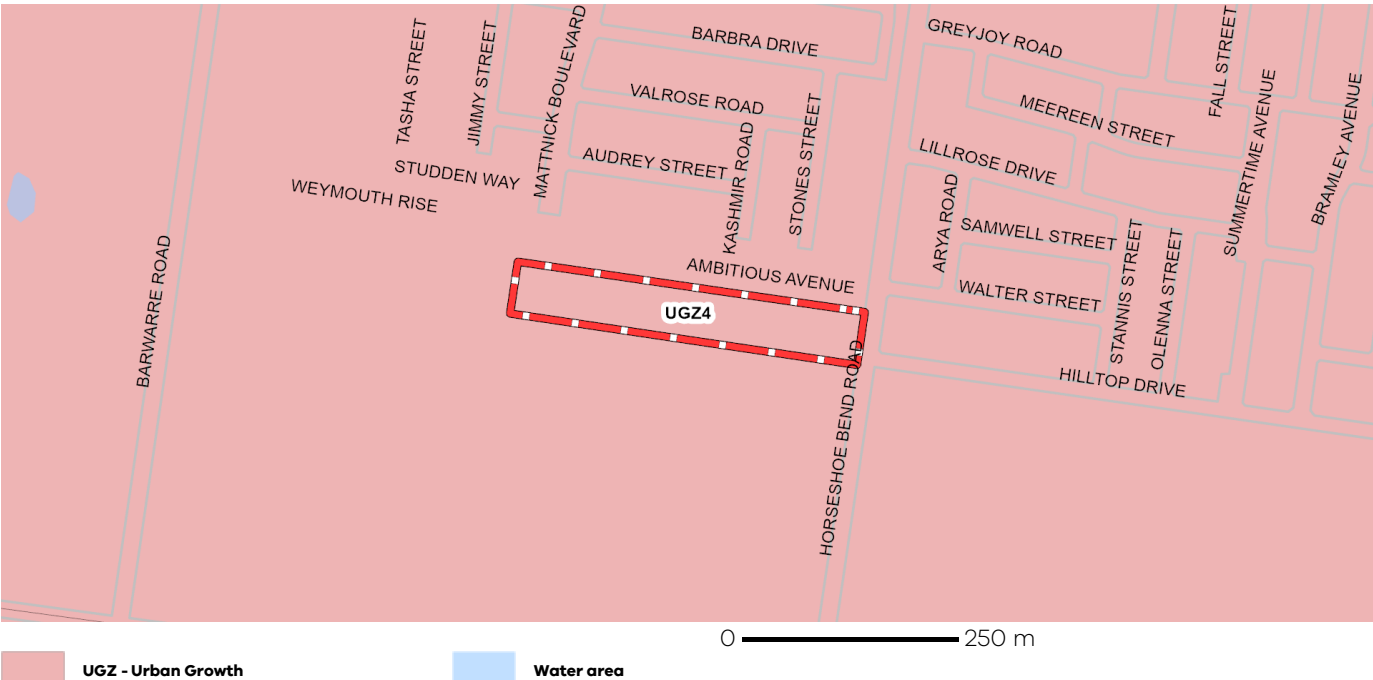 TASHA STREET
JIMMY STREET
MATTNICK BOULEVARD
BARBRA DRIVE
GREYJOY ROAD
FALL STREET
VALROSE ROAD
STONES STREET
MEEREEN STREET
SUMMERTIME AVENUE
BRAMLEY AVENUE
AUDREY STREET
KASHMIR ROAD
LILLROSE DRIVE
STUDDEN WAY
WEYMOUTH RISE
ARYA ROAD
SAMWELL STREET
STANNIS STREET
OLENNA STREET
BARWARRE ROAD
AMBITIOUS AVENUE
WALTER STREET
UGZ4
HORSESHOE BEND ROAD
HILLTOP DRIVE
0 250 m
UGZ - Urban Growth
Water area